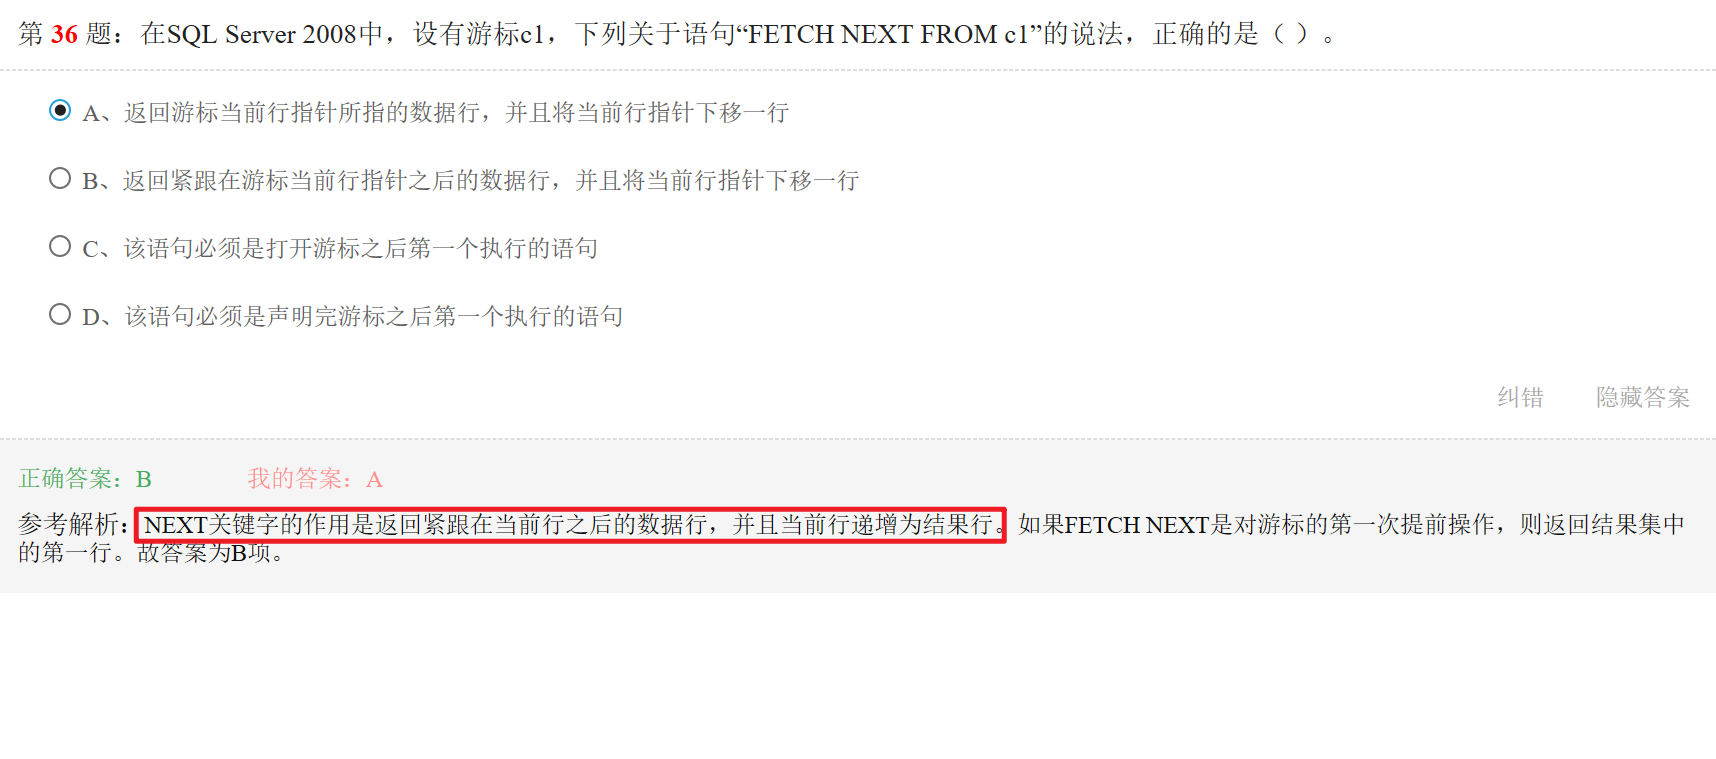 第 36 题：在SQL Server 2008中，设有游标c1，下列关于语句“FETCH NEXT FROM c1”的说法，正确的是（ ）。
A、返回游标当前行指针所指的数据行，并且将当前行指针下移一行
B、返回紧跟在游标当前行指针之后的数据行，并且将当前行指针下移一行
C、该语句必须是打开游标之后第一个执行的语句
D、该语句必须是声明完游标之后第一个执行的语句
纠错 隐藏答案
正确答案：B 我的答案：A
参考解析：NEXT关键字的作用是返回紧跟在当前行之后的数据行，并且当前行递增为结果行。如果FETCH NEXT是对游标的第一次提前操作，则返回结果集中
的第一行。故答案为B项。